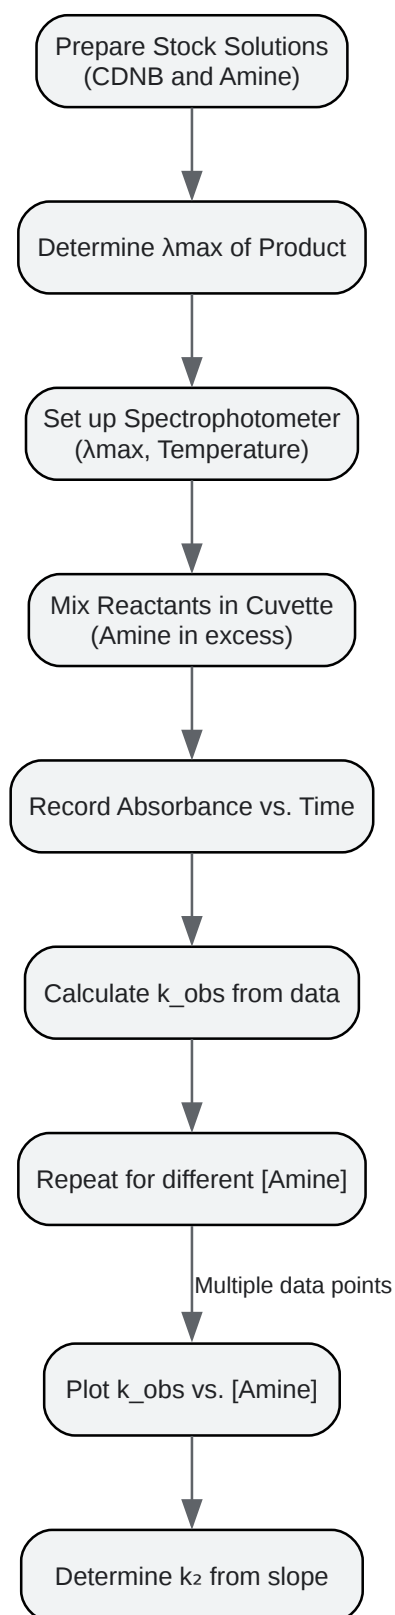 Prepare Stock Solutions
(CDNB and Amine)
Determine λmax of Product
Set up Spectrophotometer
(λmax, Temperature)
Mix Reactants in Cuvette
(Amine in excess)
Record Absorbance vs. Time
Calculate k_obs from data
Repeat for different [Amine]
Multiple data points
Plot k_obs vs. [Amine]
Determine k₂ from slope